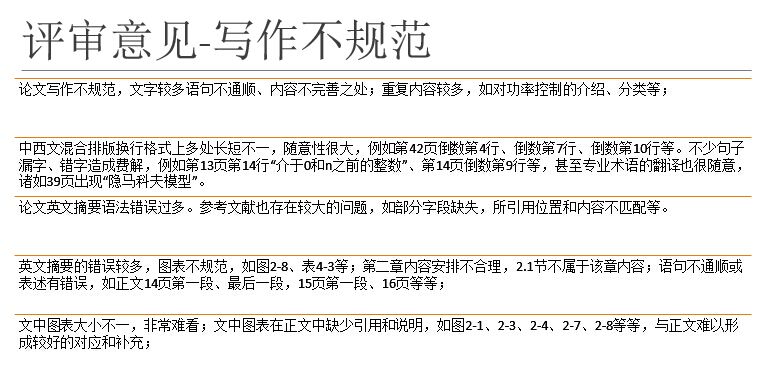 评审意见-写作不规范
论文写作不规范，文字较多语句不通顺、内容不完善之处；重复内容较多，如对功率控制的介绍、分类等；
中西文混合排版换行格式上多处长短不一，随意性很大，例如第42页倒数第4行、倒数第7行、倒数第10行等。不少句子
漏字、错字造成费解，例如第13页第14行“介于0和n之前的整数”、第14页倒数第9行等，甚至专业术语的翻译也很随意，
诸如39页出现“隐马科夫模型”。
论文英文摘要语法错误过多。参考文献也存在较大的问题，如部分字段缺失，所引用位置和内容不匹配等。
英文摘要的错误较多，图表不规范，如图2-8、表4-3等；第二章内容安排不合理，2.1节不属于该章内容；语句不通顺或
表述有错误，如正文14页第一段、最后一段，15页第一段、16页等等；
文中图表大小不一，非常难看；文中图表在正文中缺少引用和说明，如图2-1、2-3、2-4、2-7、2-8等等，与正文难以形
成较好的对应和补充；